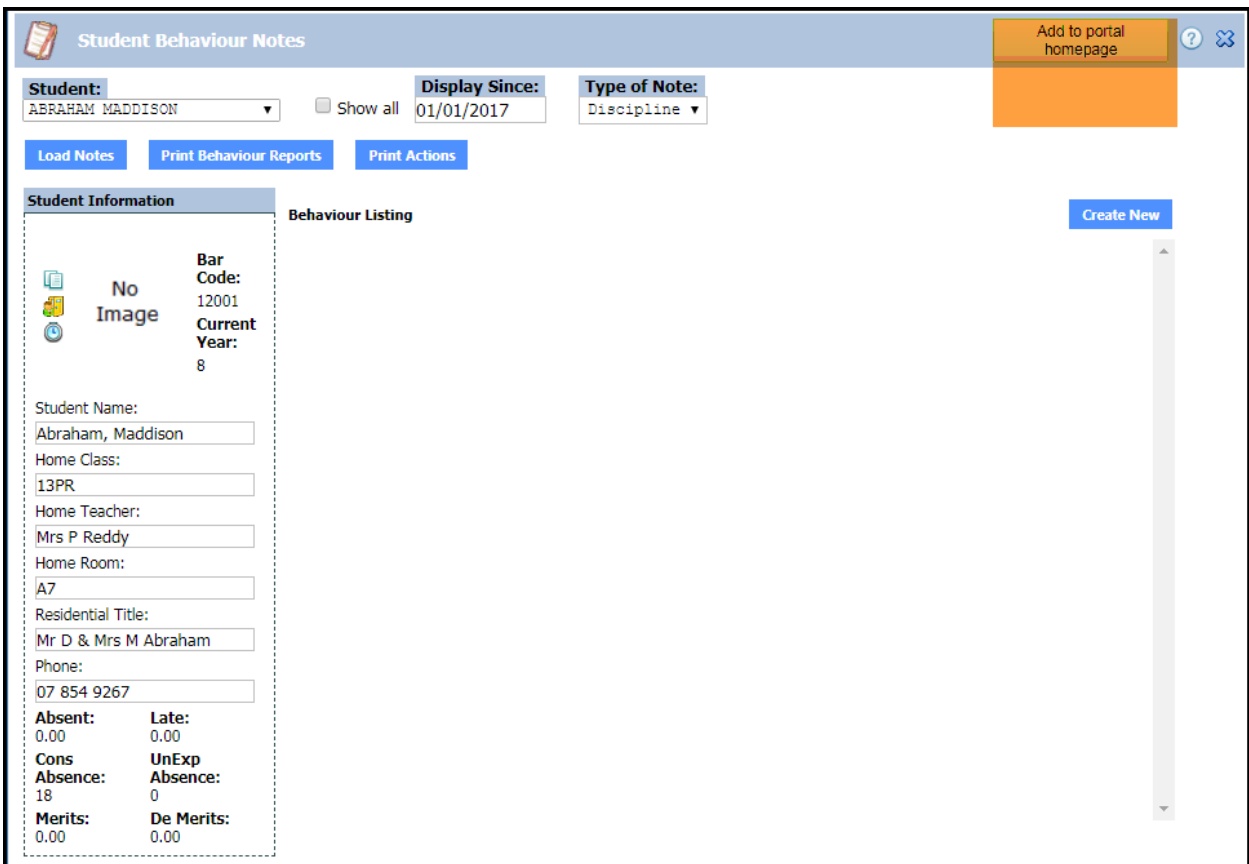 Student Behaviour Notes
Add to portal
homepage
Student:
Display Since:
Type of Note:
ABRAHAM MADDISON
Show all
01/01/2017
Discipline
Load Notes
Print Behaviour Reports
Print Actions
Student Information
Behaviour Listing
Create New
No
Image
Bar
Code:
12001
Current
Year:
8
Student Name:
Abraham, Maddison
Home Class:
13PR
Home Teacher:
Mrs P Reddy
Home Room:
A7
Residential Title:
Mr D & Mrs M Abraham
Phone:
07 854 9267
Absent: Late:
0.00 0.00
Cons UnExp
Absence: Absence:
18 0
Merits: De Merits:
0.00 0.00